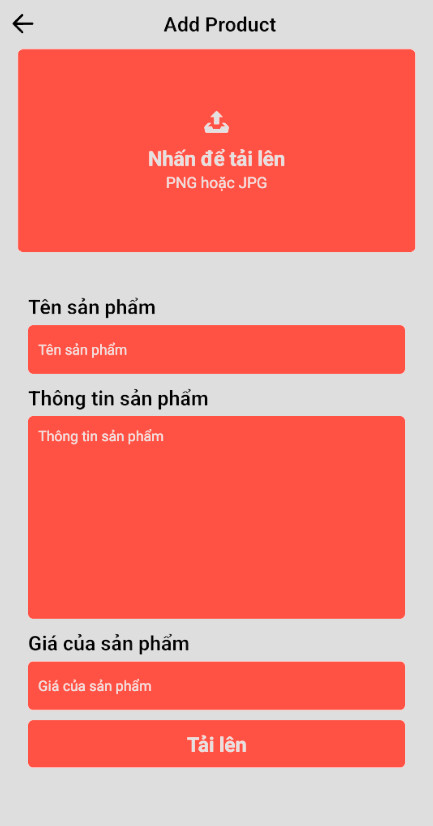 Add Product
Nhấn để tải lên
PNG hoặc JPG
Tên sản phẩm
Tên sản phẩm
Thông tin sản phẩm
Thông tin sản phẩm
Giá của sản phẩm
Giá của sản phẩm
Tải lên